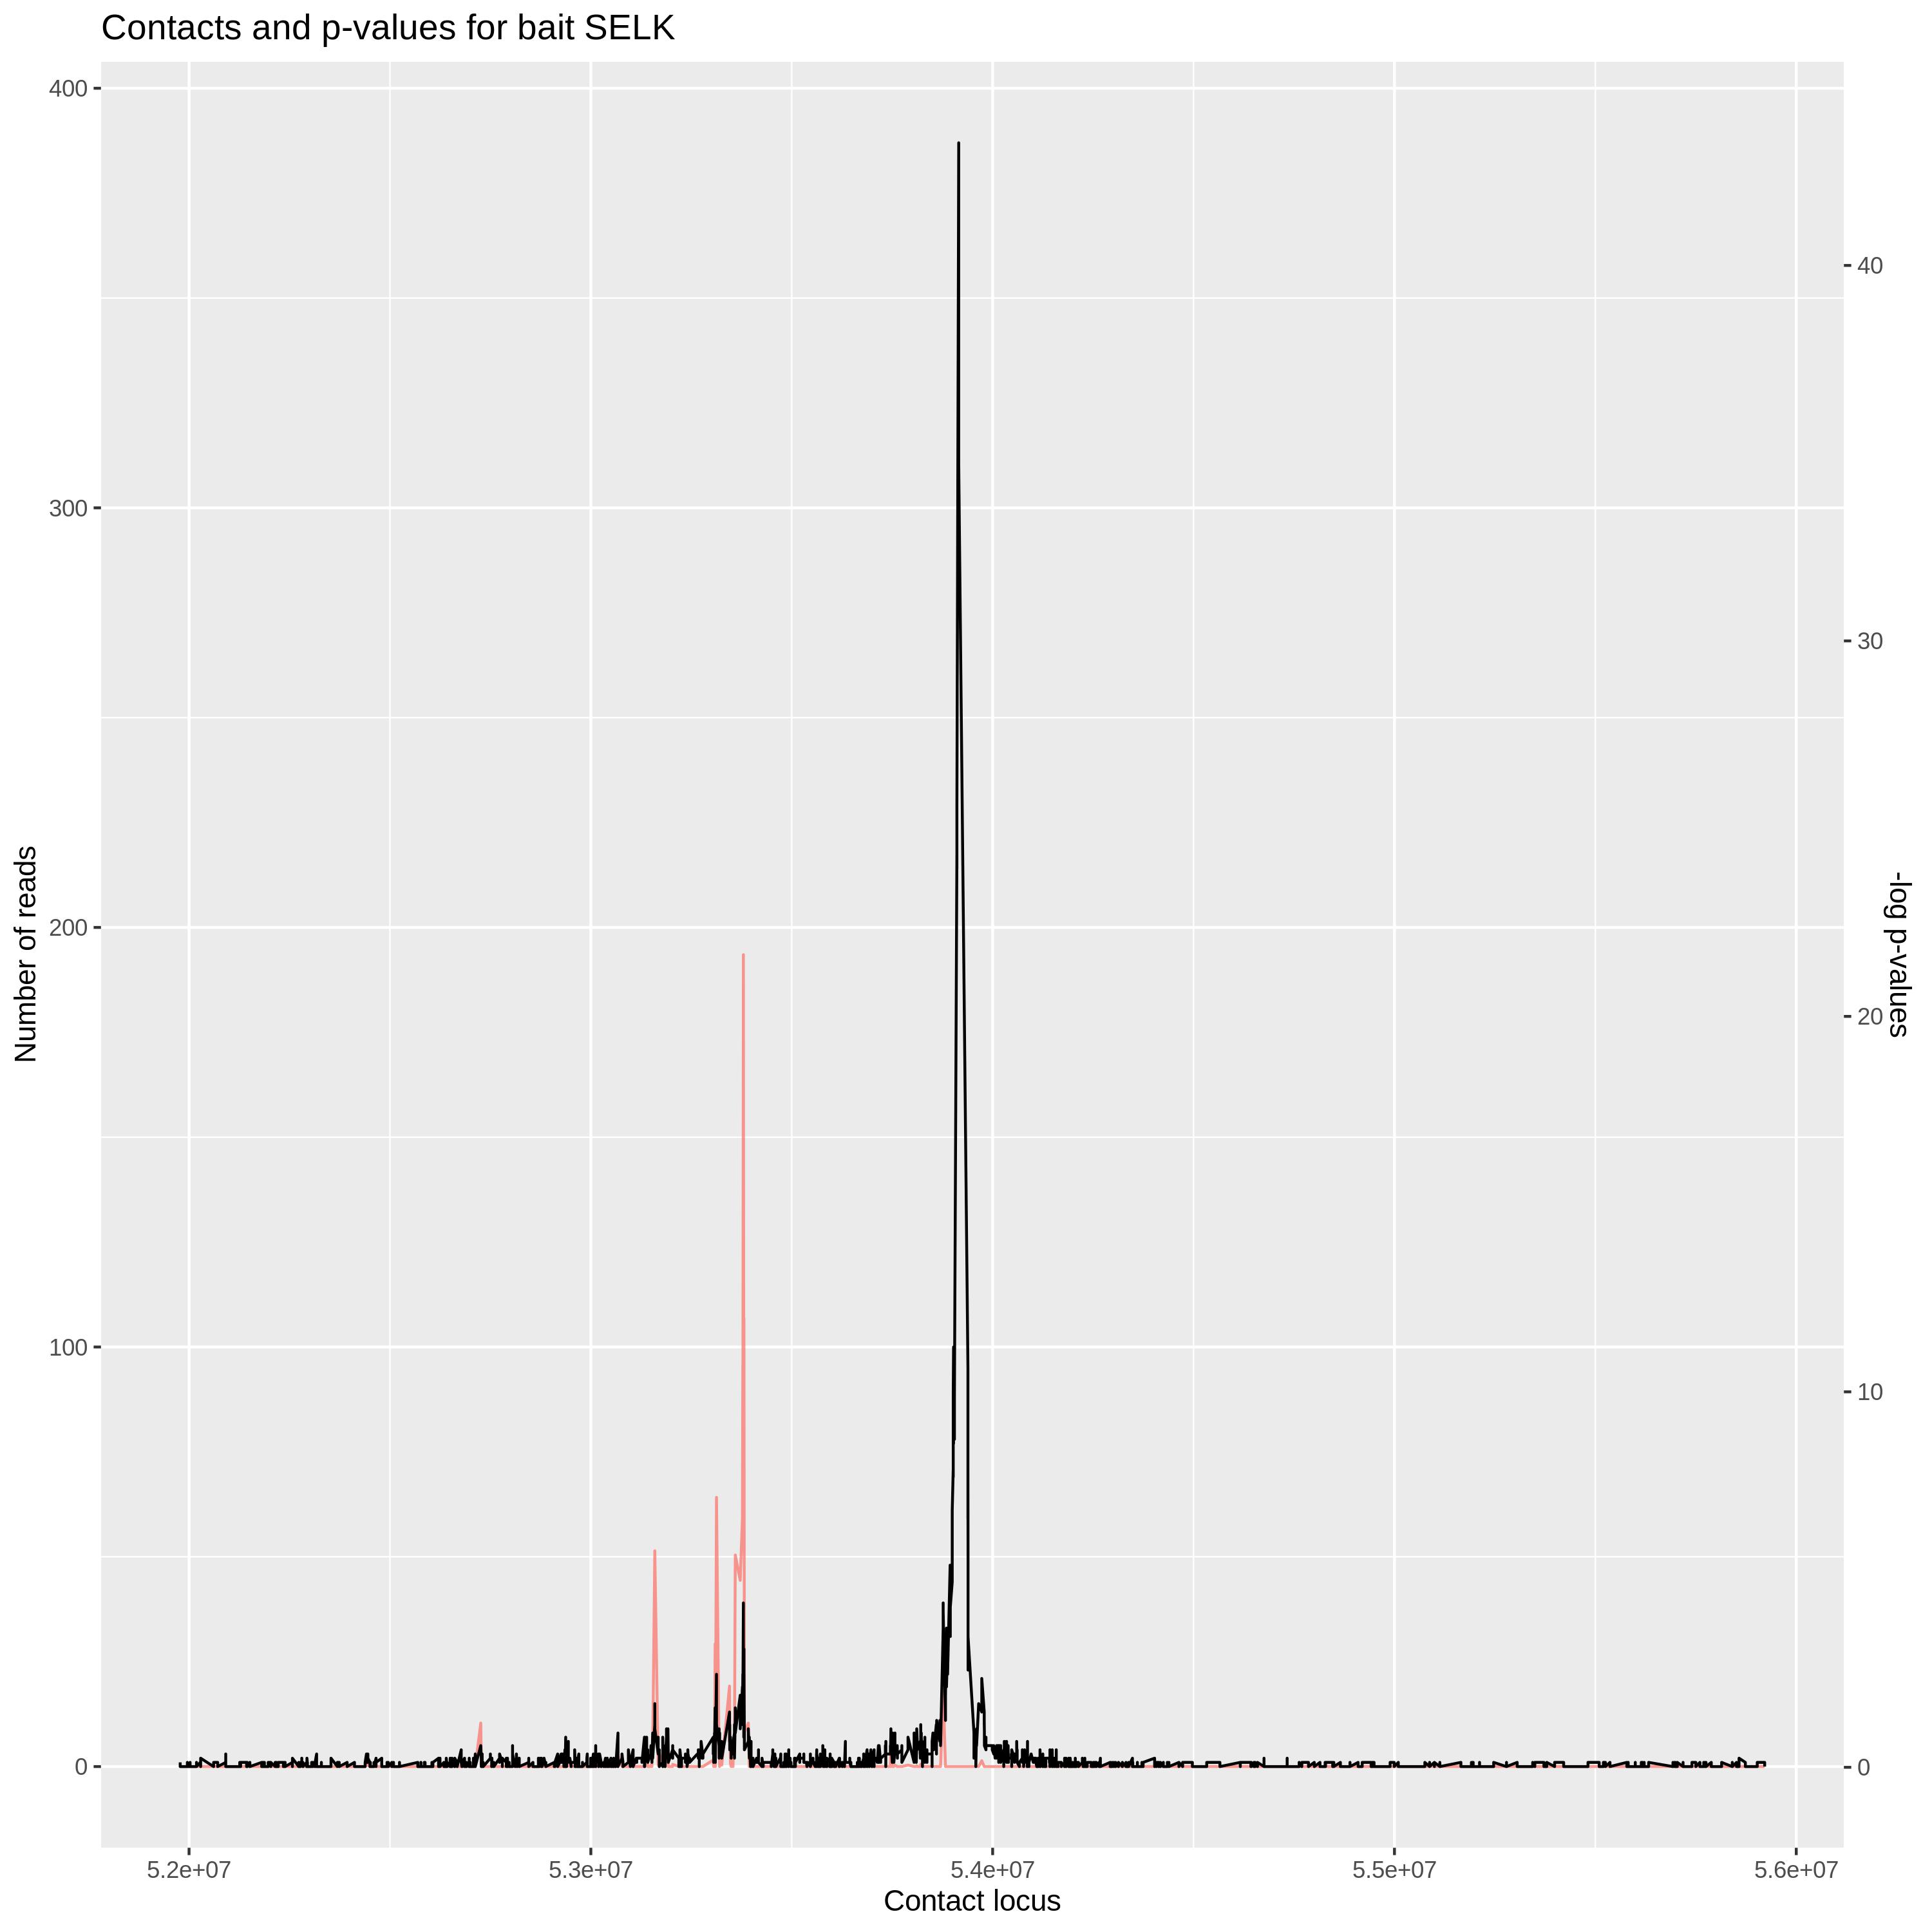 Contacts and p-values for bait SELK
400
300
200
100
0
Number of reads
40
30
20
10
0
-log p-values
5.2e+07
5.3e+07
5.4e+07
5.5e+07
5.6e+07
Contact locus